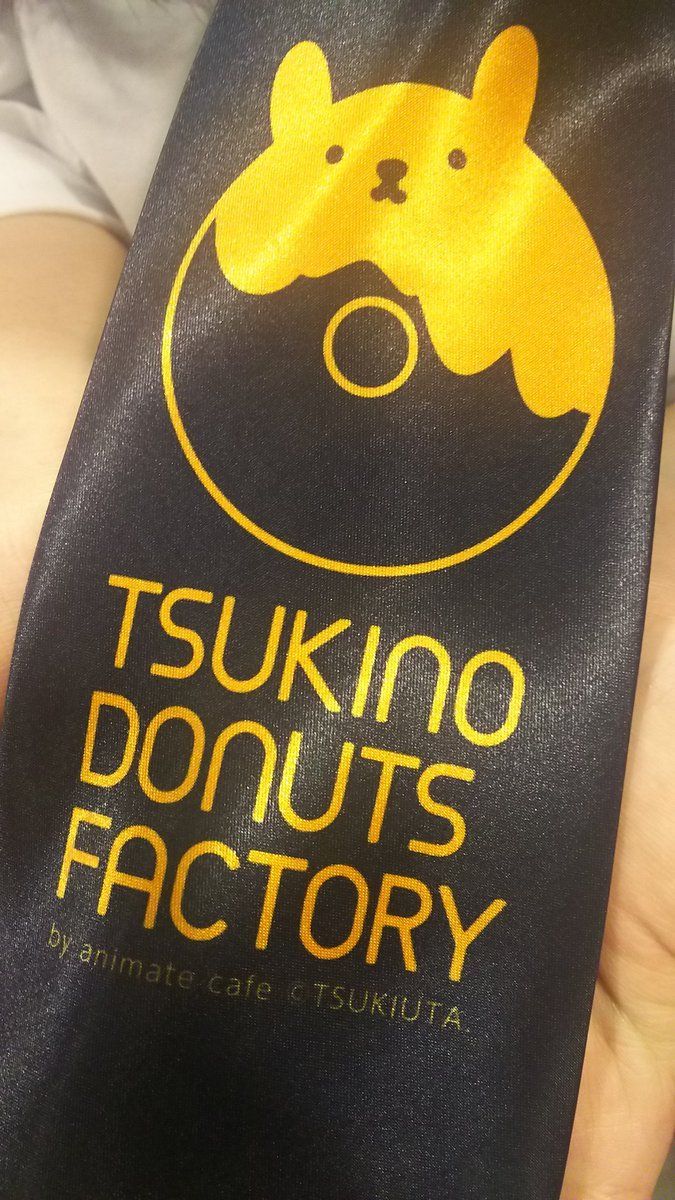 TSUKINO
DONUTS
FACTORY
by animate cafe ©TSUKIUTA.